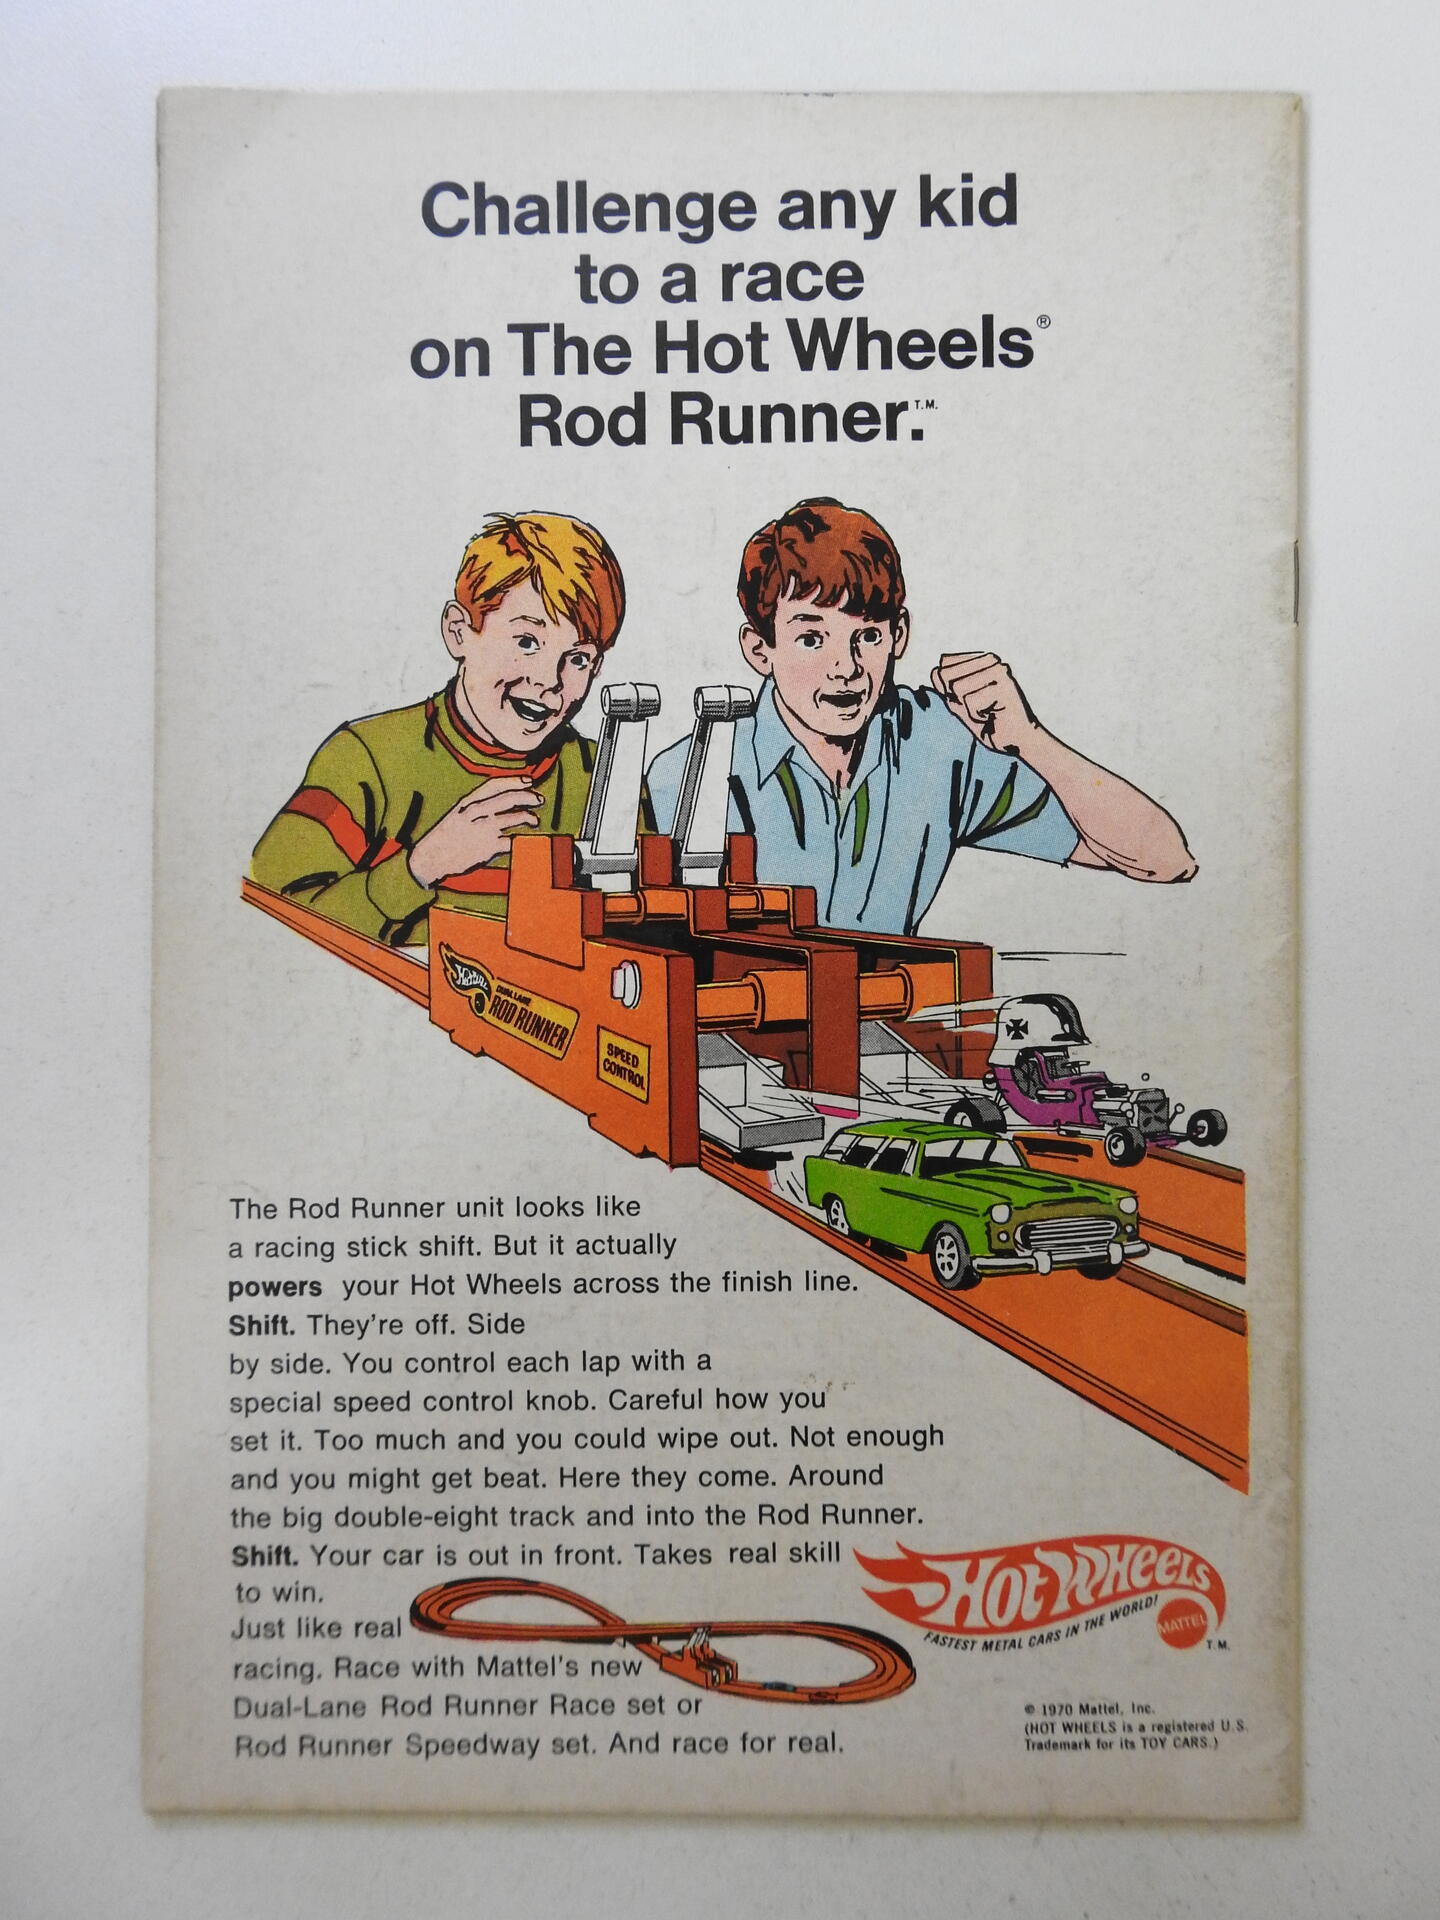 Challenge any kid
to a race
on The Hot Wheels®
Rod Runner.T.M.
Hot Wheels
DUAL LANE
ROD RUNNER
SPEED
CONTROL
The Rod Runner unit looks like
a racing stick shift. But it actually
powers your Hot Wheels across the finish line.
Shift. They're off. Side
by side. You control each lap with a
special speed control knob. Careful how you
set it. Too much and you could wipe out. Not enough
and you might get beat. Here they come. Around
the big double-eight track and into the Rod Runner.
Shift. Your car is out in front. Takes real skill
to win.
Just like real
racing. Race with Mattel's new
Dual-Lane Rod Runner Race set or
Rod Runner Speedway set. And race for real.
Hot Wheels
FASTEST METAL CARS IN THE WORLD!
MATTEL
T.M.
© 1970 Mattel, Inc.
(HOT WHEELS is a registered U.S.
Trademark for its TOY CARS.)